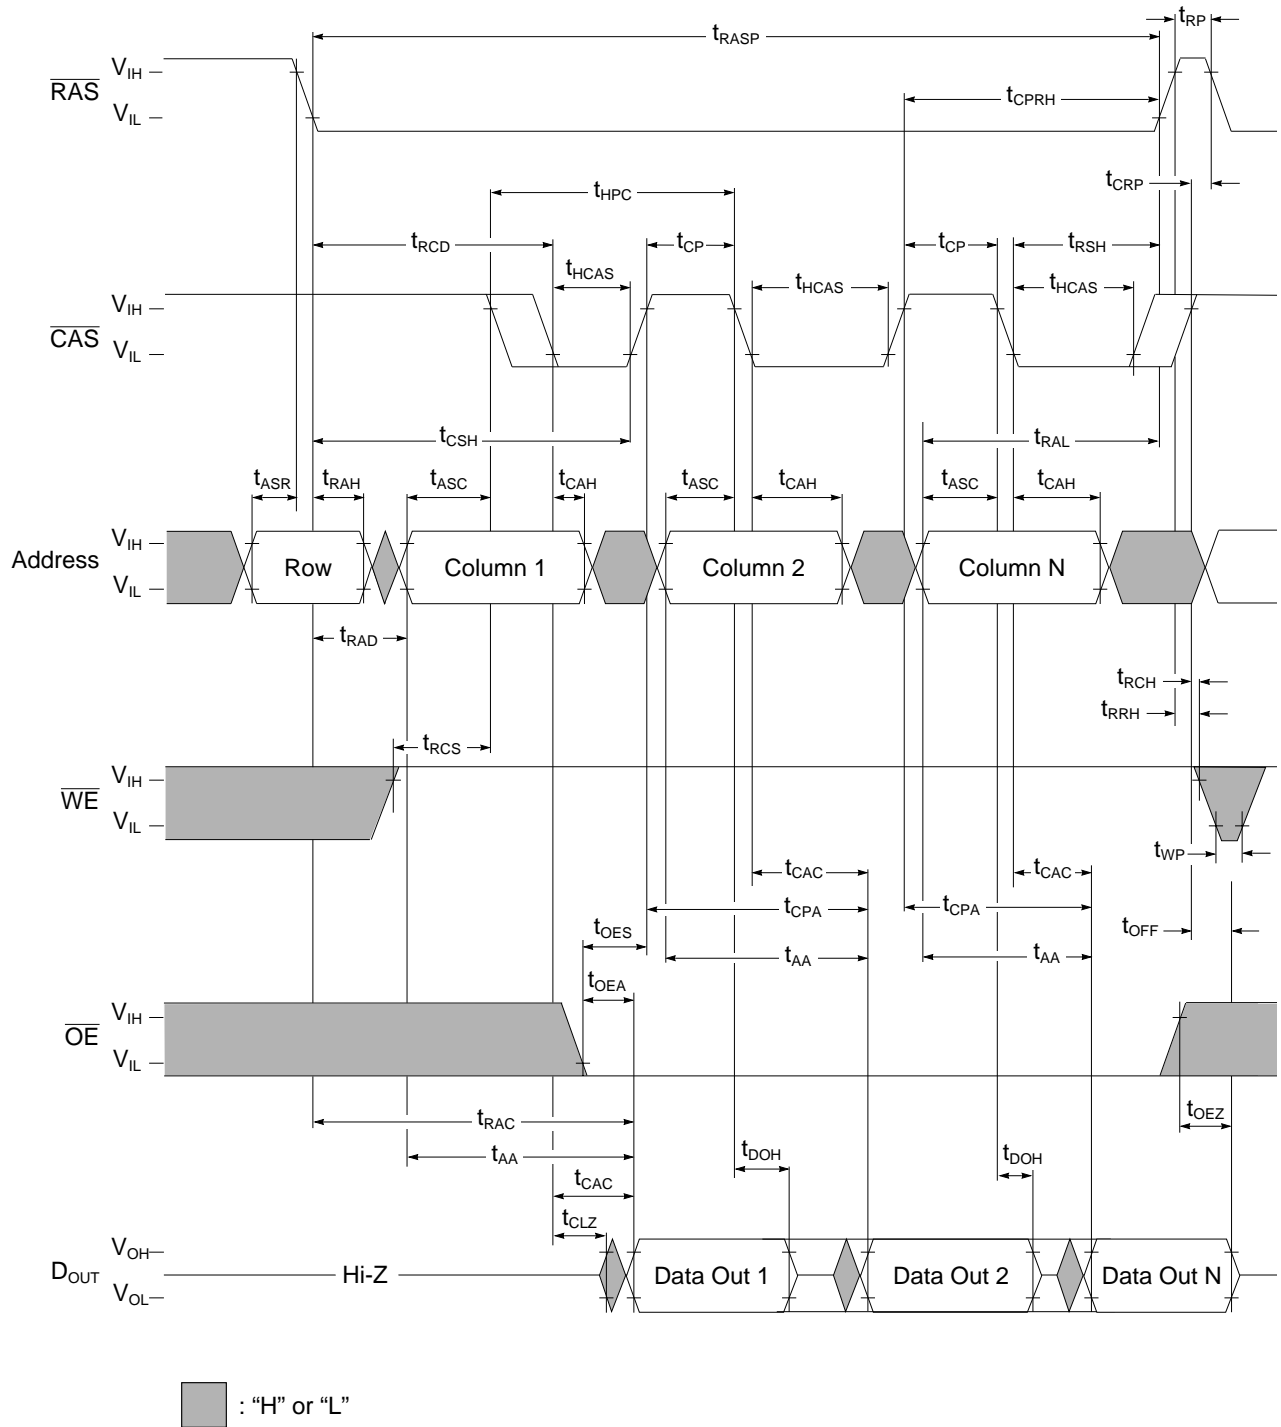 tRP
tRASP
RAS VIH
VIL
tCPRH
tCRP
tHPC
tRCD tCP tCP tRSH
tHCAS tHCAS tHCAS
CAS VIH
VIL
tCSH tRAL
tASR tRAH tASC tCAH tASC tCAH tASC tCAH
Address VIH
VIL
Row Column 1 Column 2 Column N
tRAD
tRCH
tRRH
tRCS
WE VIH
VIL
tWP
tCAC tCAC
tCPA tCPA
tOES tOFF
tAA tAA
tOEA
OE VIH
VIL
tRAC tOEZ
tAA tDOH tDOH
tCAC
tCLZ
DOUT VOH
VOL
Hi-Z Data Out 1 Data Out 2 Data Out N
: “H” or “L”